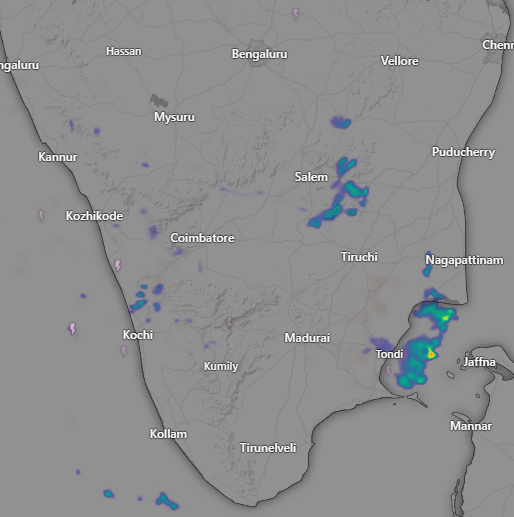 Hassan
Bengaluru
Chenn
Vellore
ngaluru
Mysuru
Kannur
Puducherry
Salem
Kozhikode
Coimbatore
Tiruchi
Nagapattinam
Kochi
Madurai
Tondi
Jaffna
Kumily
Mannar
Kollam
Tirunelveli